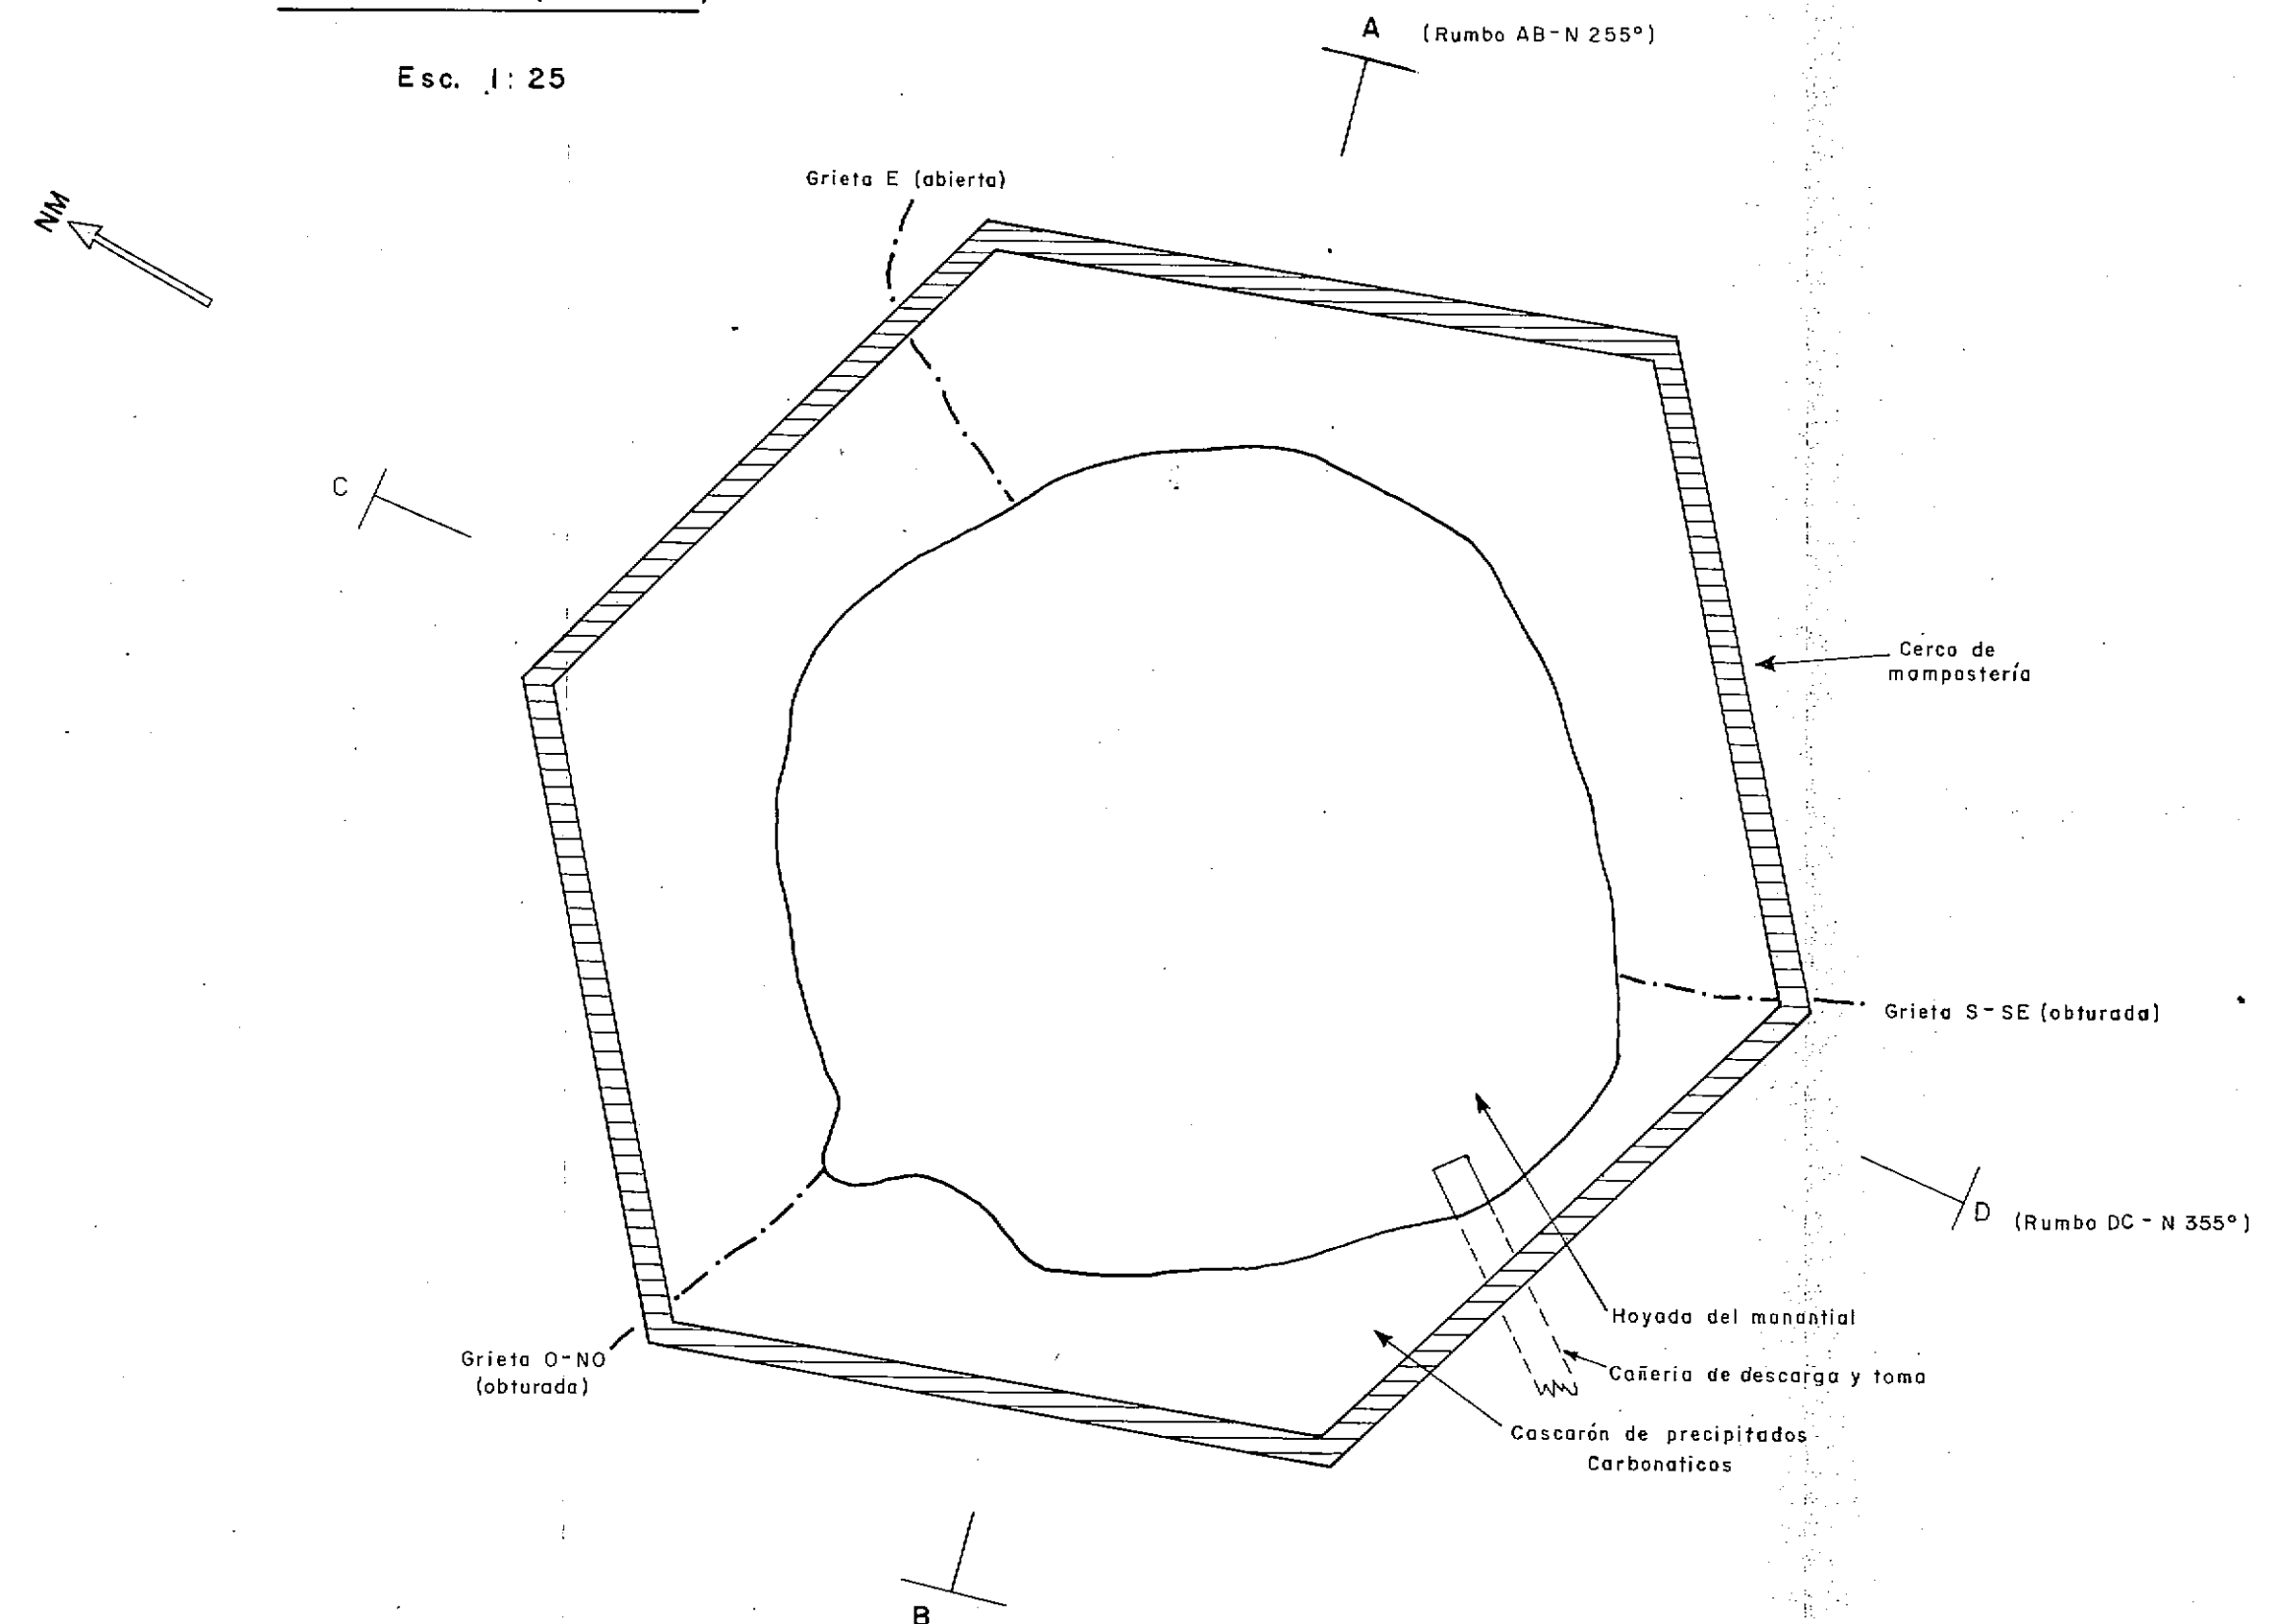 Esc. 1:25
A (Rumbo AB-N 255°)
NM
Grieta E (abierta)
C
Cerco de
mampostería
Grieta S-SE (obturada)
D (Rumbo DC - N 355°)
Hoyada del manantial
Grieta O-NO
(obturada)
Cañeria de descarga y toma
Cascarón de precipitados
Carbonaticos
B